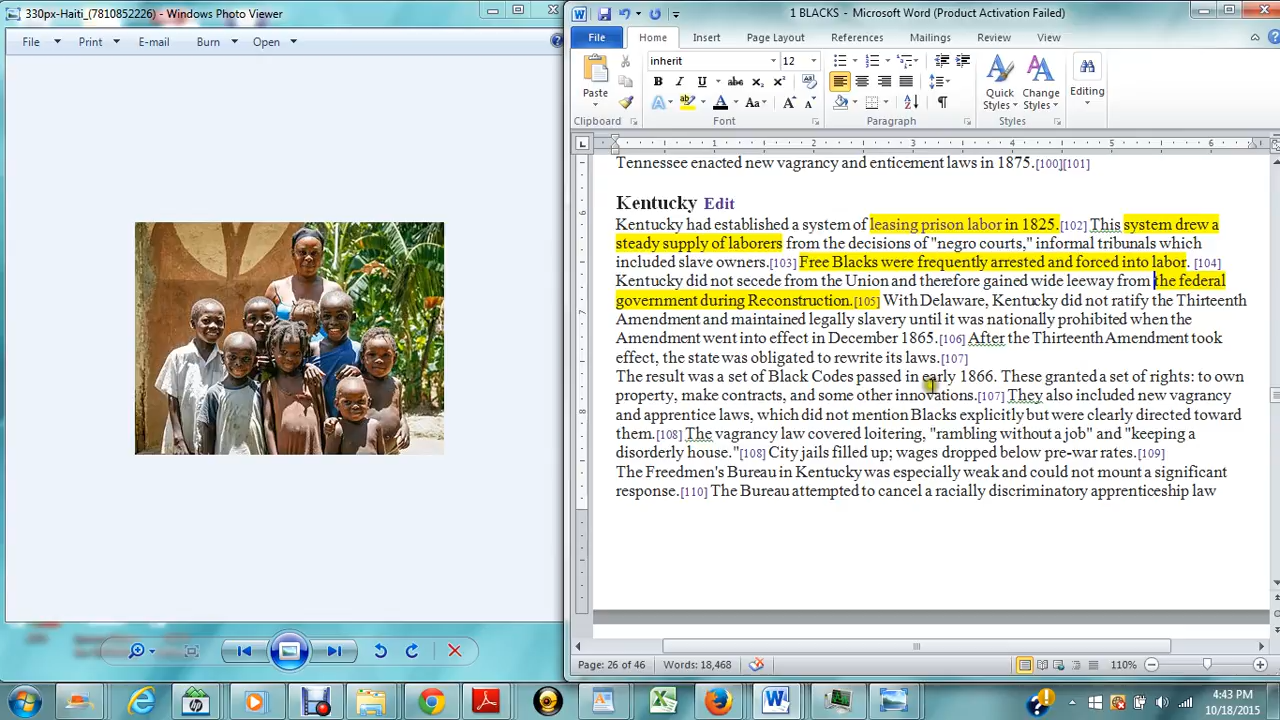 330px-Haiti_(7810852226) - Windows Photo Viewer
File Print E-mail Burn Open
1 BLACKS - Microsoft Word (Product Activation Failed)
File Home Insert Page Layout References Mailings Review View
inherit 12
Paste
B I U abc x₂ x²
A Aa A A
Quick Styles
Change Styles
Editing
Clipboard Font Paragraph Styles
1 2 3 4 5 6
Tennessee enacted new vagrancy and enticement laws in 1875.[100][101]
Kentucky Edit
Kentucky had established a system of leasing prison labor in 1825.[102] This system drew a
steady supply of laborers from the decisions of "negro courts," informal tribunals which
included slave owners.[103] Free Blacks were frequently arrested and forced into labor. [104]
Kentucky did not secede from the Union and therefore gained wide leeway from the federal
government during Reconstruction.[105] With Delaware, Kentucky did not ratify the Thirteenth
Amendment and maintained legally slavery until it was nationally prohibited when the
Amendment went into effect in December 1865.[106] After the Thirteenth Amendment took
effect, the state was obligated to rewrite its laws.[107]
The result was a set of Black Codes passed in early 1866. These granted a set of rights: to own
property, make contracts, and some other innovations.[107] They also included new vagrancy
and apprentice laws, which did not mention Blacks explicitly but were clearly directed toward
them.[108] The vagrancy law covered loitering, "rambling without a job" and "keeping a
disorderly house."[108] City jails filled up; wages dropped below pre-war rates.[109]
The Freedmen's Bureau in Kentucky was especially weak and could not mount a significant
response.[110] The Bureau attempted to cancel a racially discriminatory apprenticeship law
Page: 26 of 46 Words: 18,468 110%
4:43 PM
10/18/2015